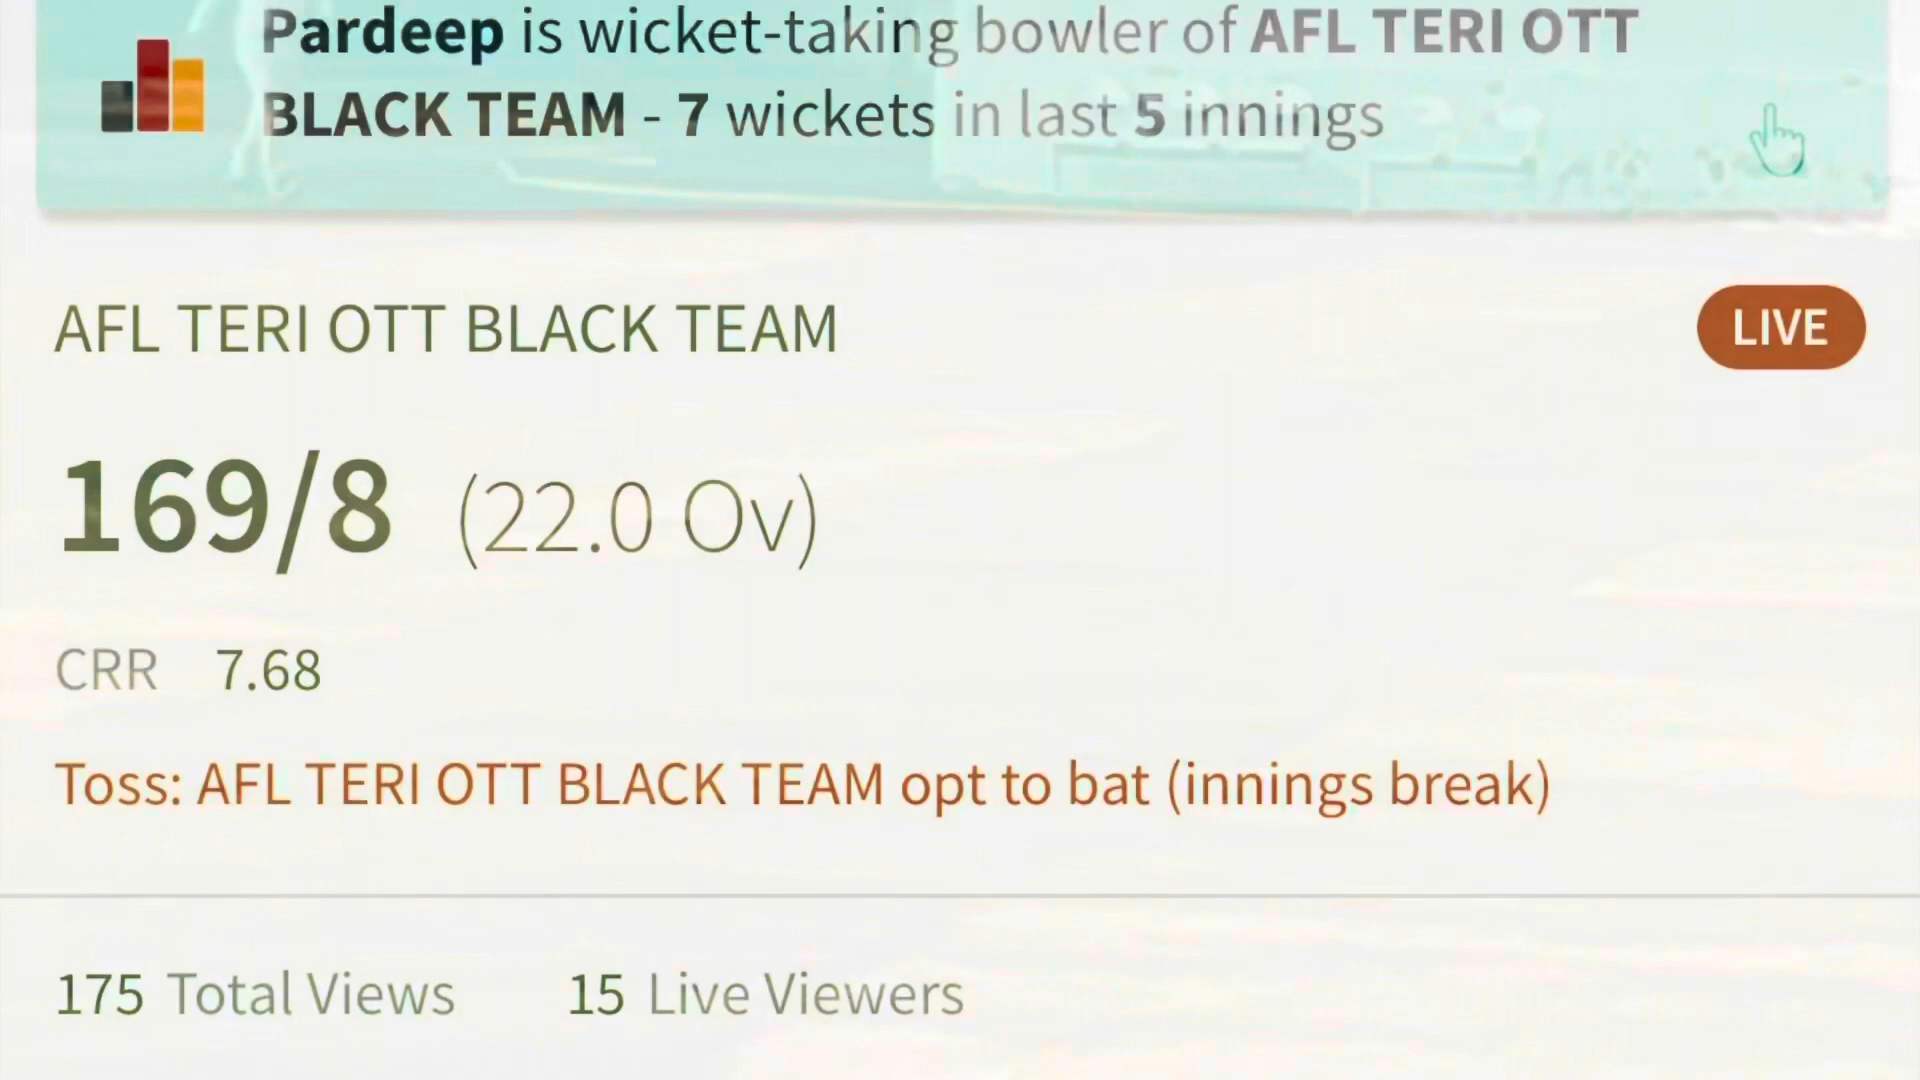 Pardeep is wicket-taking bowler of AFL TERI OTT
BLACK TEAM - 7 wickets in last 5 innings
AFL TERI OTT BLACK TEAM
LIVE
169/8 (22.0 Ov)
CRR 7.68
Toss: AFL TERI OTT BLACK TEAM opt to bat (innings break)
175 Total Views 15 Live Viewers